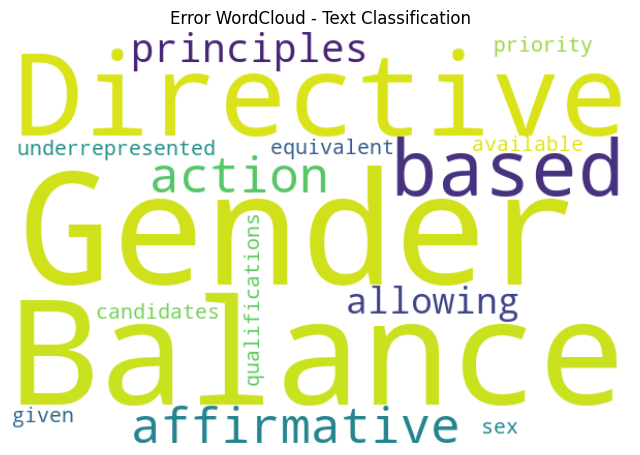 Error WordCloud - Text Classification
principles
priority
Directive
underrepresented
equivalent
available
action
based
Gender
qualifications
allowing
candidates
Balance
given
affirmative
sex